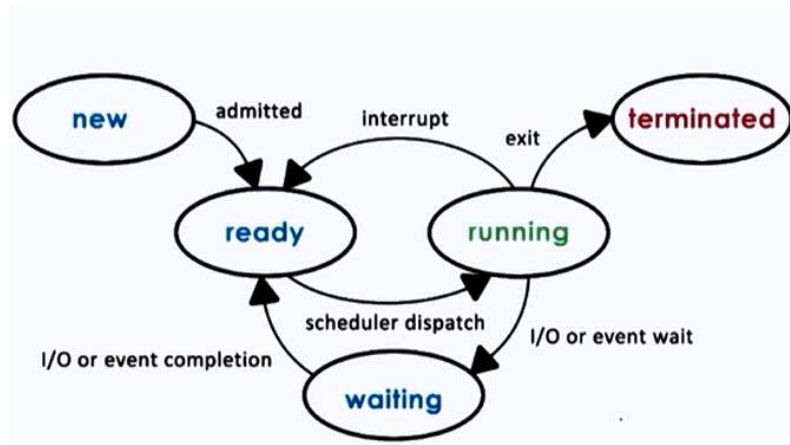 admitted
interrupt
new
exit
terminated
ready
running
scheduler dispatch
I/O or event wait
I/O or event completion
waiting